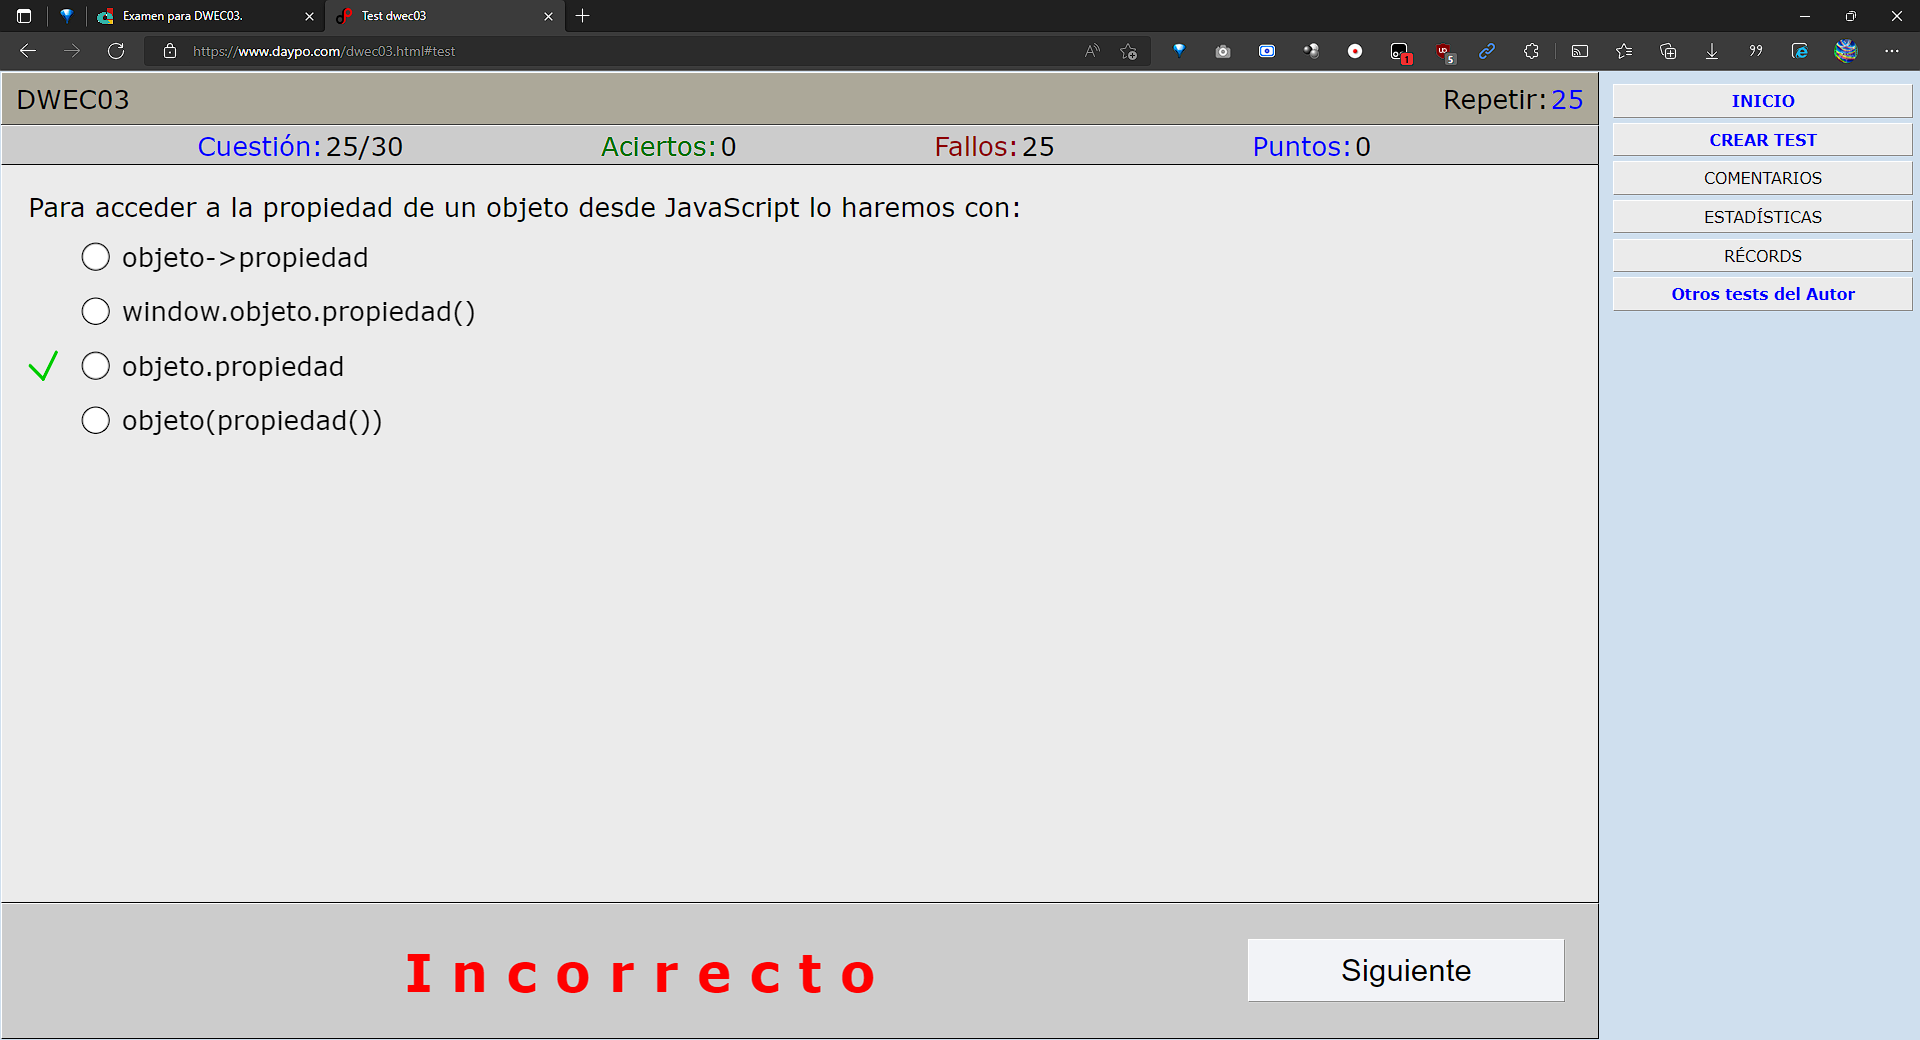 Examen para DWEC03.
Test dwec03
https://www.daypo.com/dwec03.html#test
1
5
DWEC03
Repetir: 25
Cuestión: 25/30
Aciertos: 0
Fallos: 25
Puntos: 0
Para acceder a la propiedad de un objeto desde JavaScript lo haremos con:
objeto->propiedad
window.objeto.propiedad()
objeto.propiedad
objeto(propiedad())
Incorrecto
Siguiente
INICIO
CREAR TEST
COMENTARIOS
ESTADÍSTICAS
RÉCORDS
Otros tests del Autor